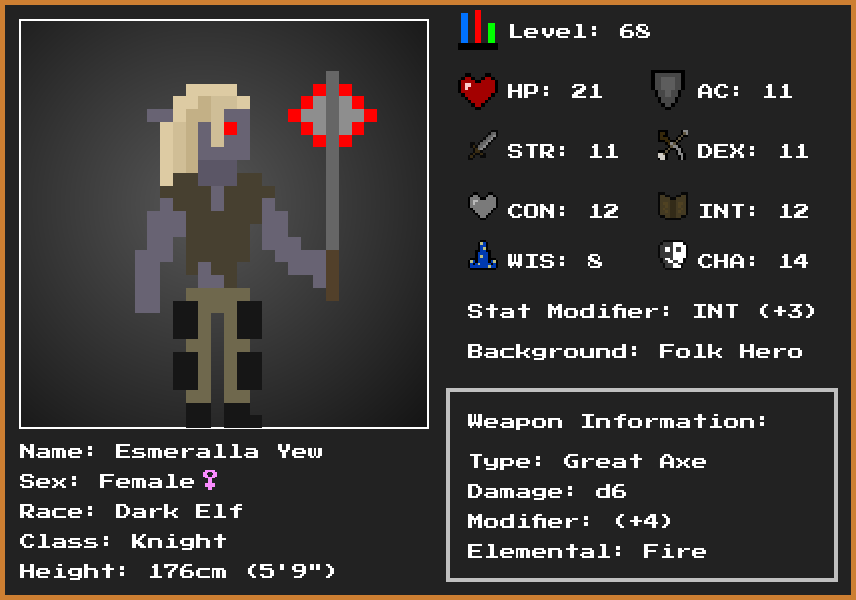 Level: 68
HP: 21 AC: 11
STR: 11 DEX: 11
CON: 12 INT: 12
WIS: 8 CHA: 14
Stat Modifier: INT (+3)
Background: Folk Hero
Weapon Information:
Type: Great Axe
Damage: d6
Modifier: (+4)
Elemental: Fire
Name: Esmeralla Yew
Sex: Female♀
Race: Dark Elf
Class: Knight
Height: 176cm (5'9")